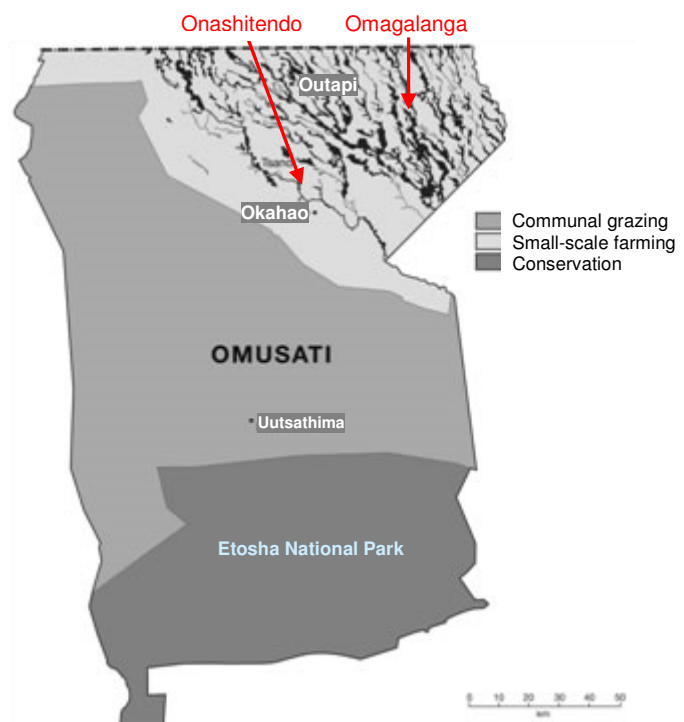 Onashitendo
Omagalanga
Outapi
Okahao
Communal grazing
Small-scale farming
Conservation
OMUSATI
Uutsathima
Etosha National Park
0 10 20 30 40 50
km